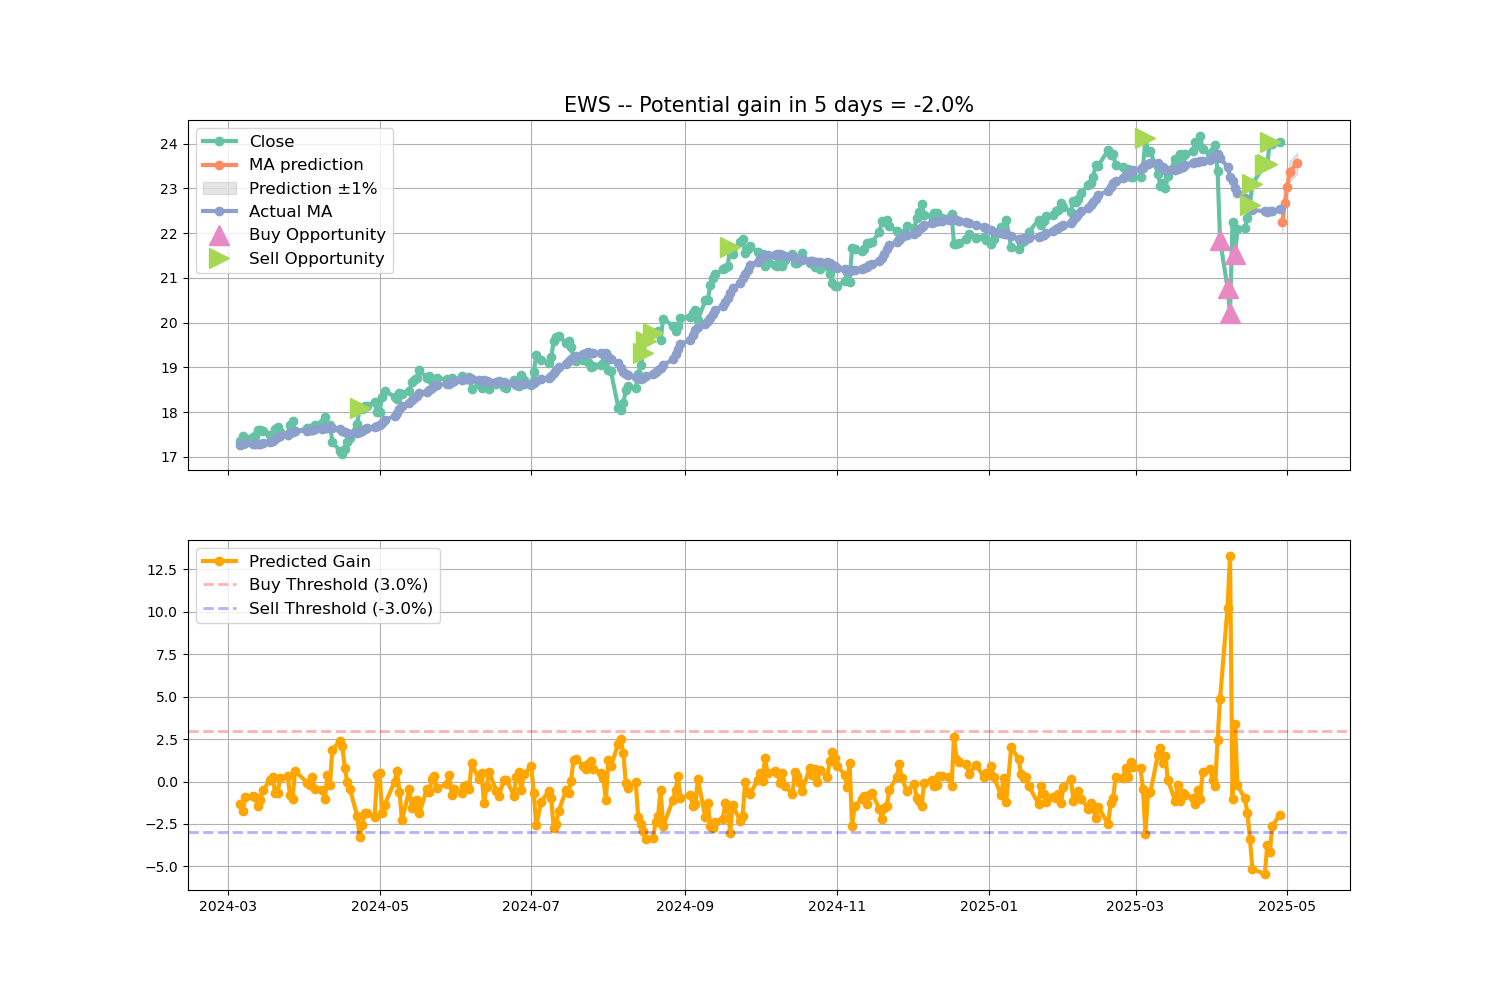 EWS -- Potential gain in 5 days = -2.0%
24
23
22
21
20
19
18
17
Close
MA prediction
Prediction ±1%
Actual MA
Buy Opportunity
Sell Opportunity
12.5
10.0
7.5
5.0
2.5
0.0
−2.5
−5.0
Predicted Gain
Buy Threshold (3.0%)
Sell Threshold (-3.0%)
2024-03
2024-05
2024-07
2024-09
2024-11
2025-01
2025-03
2025-05